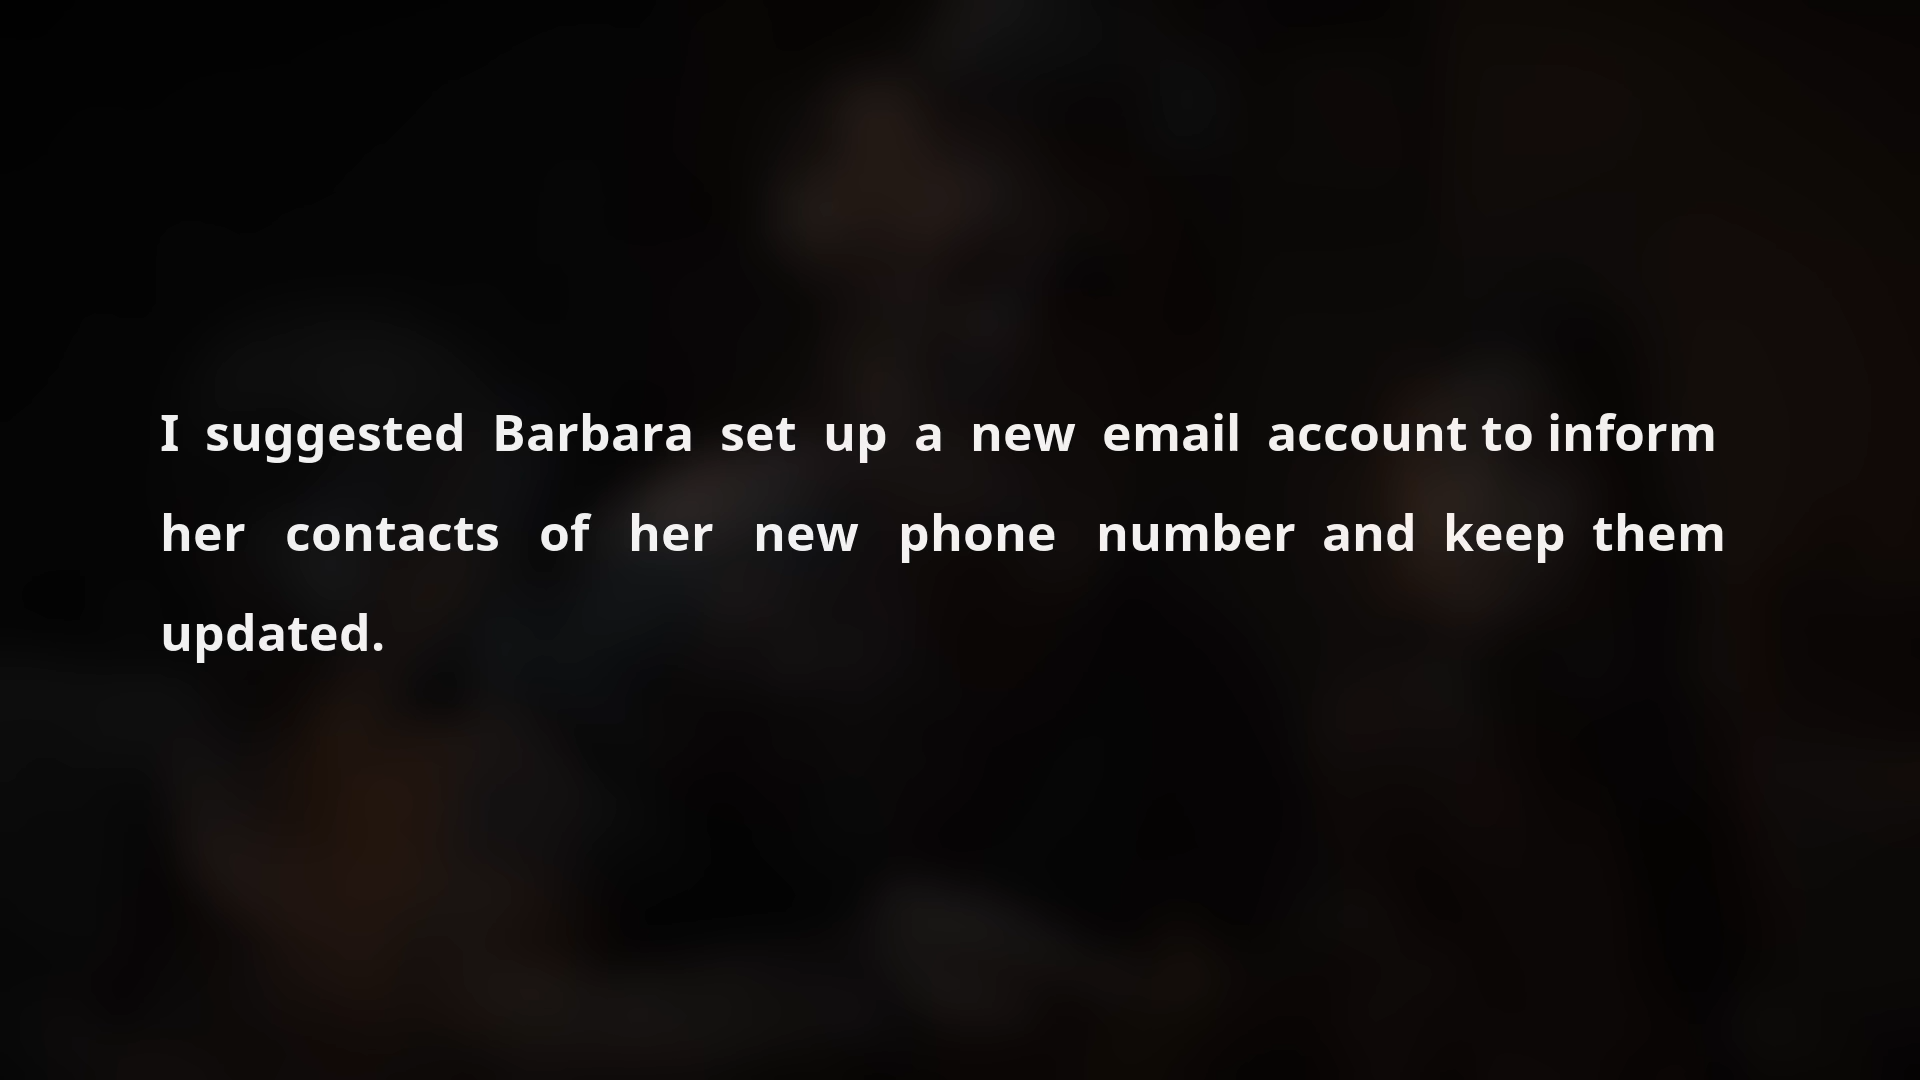 I suggested Barbara set up a new email account to inform
her contacts of her new phone number and keep them
updated.